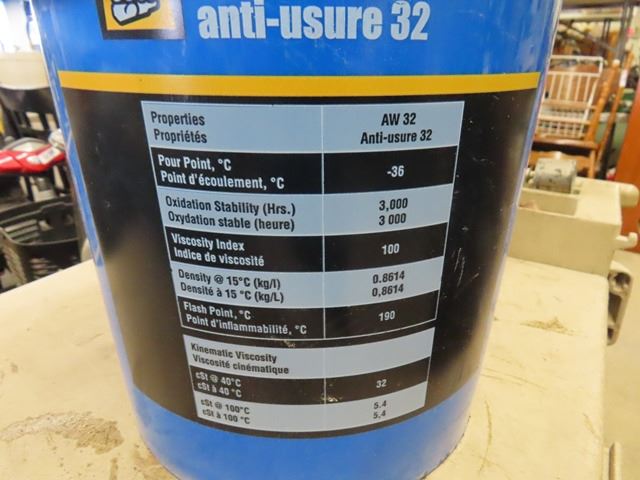 anti-usure 32
Properties AW 32
Propriétés Anti-usure 32
Pour Point, °C -36
Point d'écoulement, °C
Oxidation Stability (Hrs.) 3,000
Oxydation stable (heure) 3 000
Viscosity Index 100
Indice de viscosité
Density @ 15°C (kg/l) 0.8614
Densité à 15 °C (kg/L) 0,8614
Flash Point, °C 190
Point d'inflammabilité, °C
Kinematic Viscosity
Viscosité cinématique
cSt @ 40°C 32
cSt à 40 °C
cSt @ 100°C 5.4
cSt à 100 °C 5,4